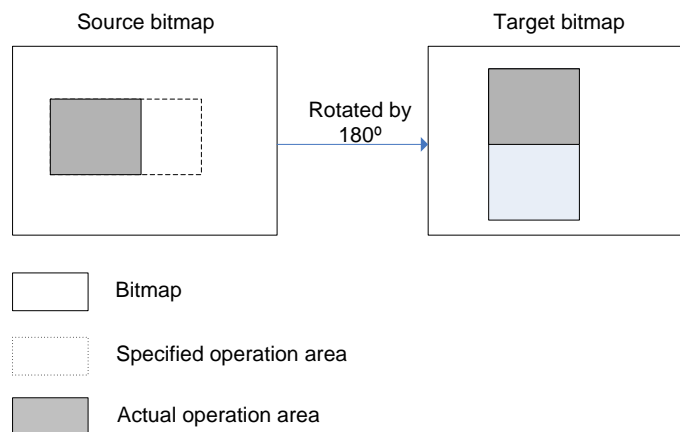 Source bitmap
Target bitmap
Rotated by
180º
Bitmap
Specified operation area
Actual operation area